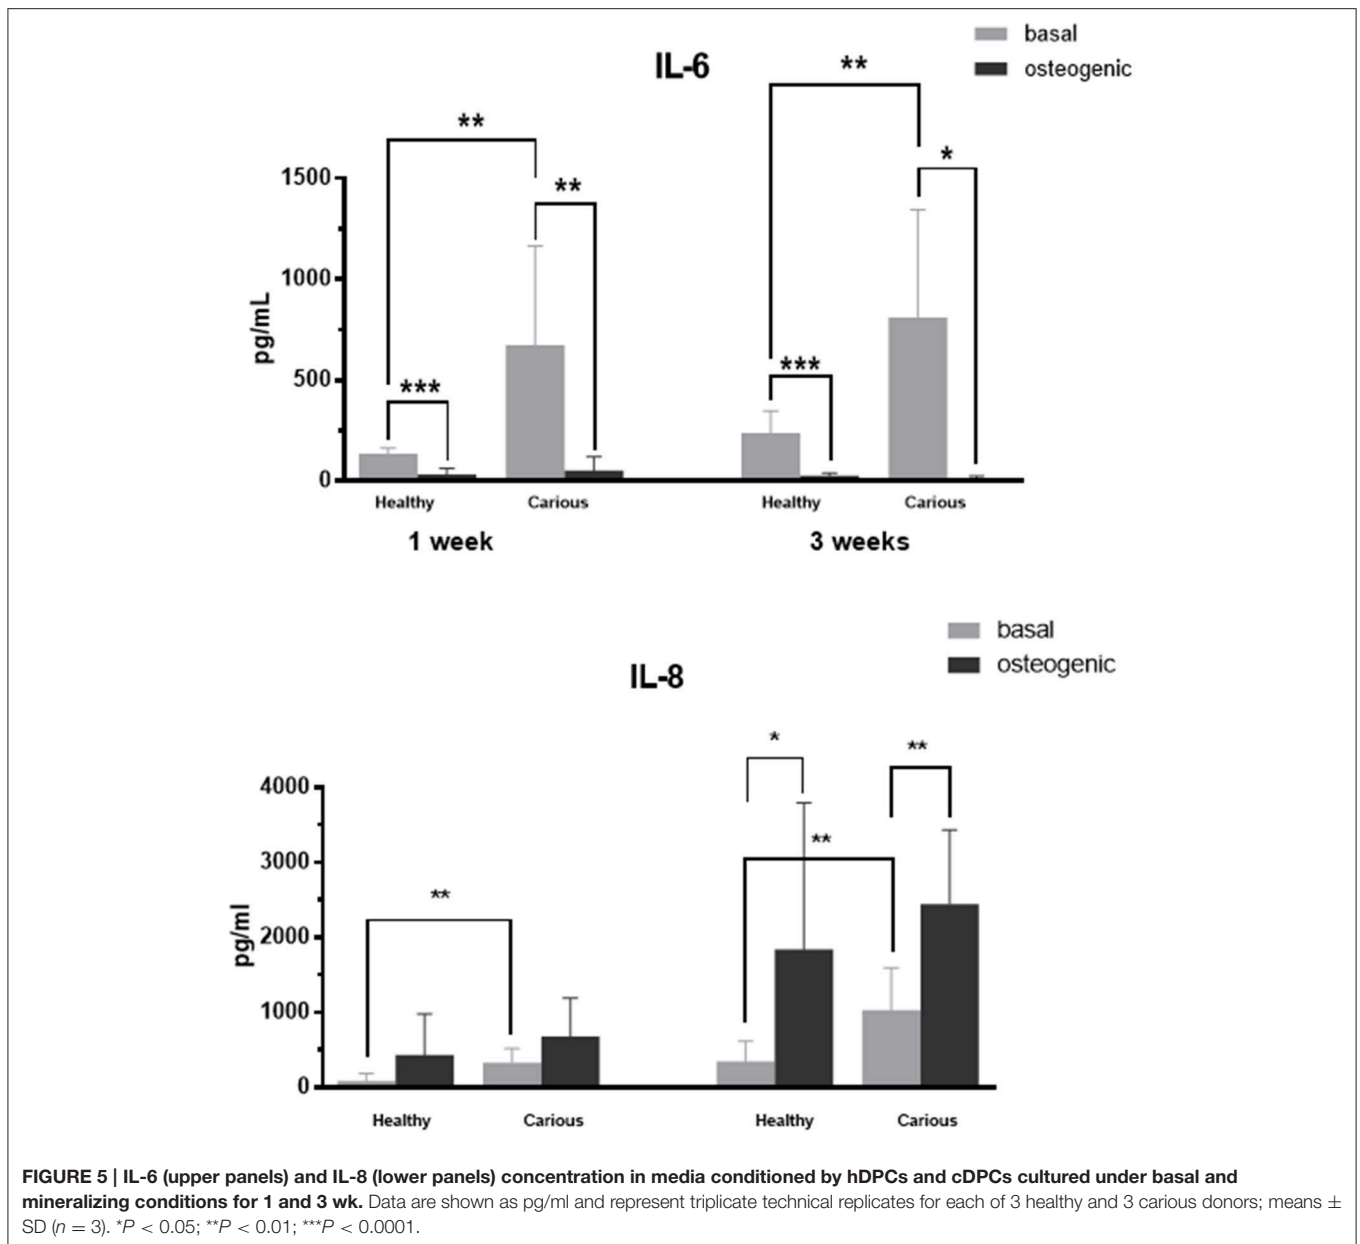 basal
IL-6
osteogenic
**
**
*
1500
**
1000
pg/mL
***
500
***
0
Healthy
Carious
Healthy
Carious
1 week
3 weeks
basal
osteogenic
IL-8
*
**
4000
**
3000
**
pg/ml
2000
1000
0
Healthy
Carious
Healthy
Carious
FIGURE 5 | IL-6 (upper panels) and IL-8 (lower panels) concentration in media conditioned by hDPCs and cDPCs cultured under basal and
mineralizing conditions for 1 and 3 wk. Data are shown as pg/ml and represent triplicate technical replicates for each of 3 healthy and 3 carious donors; means ±
SD (n = 3). *P < 0.05; **P < 0.01; ***P < 0.0001.